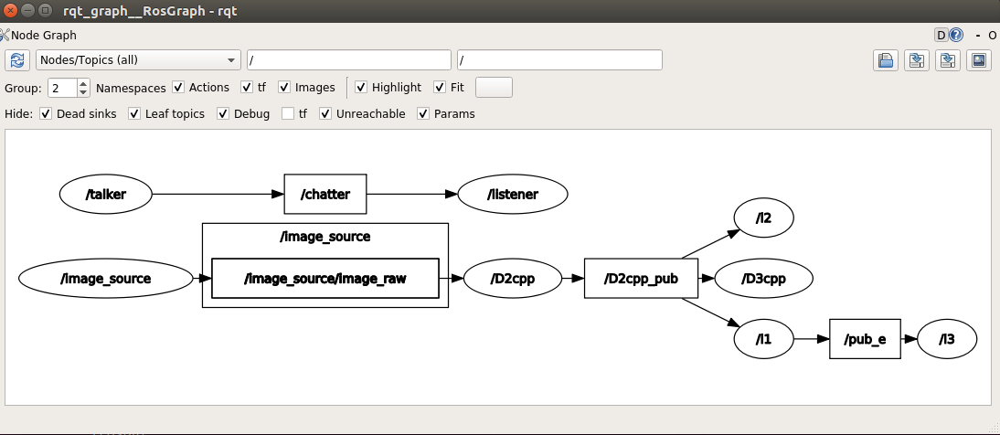 rqt_graph__RosGraph - rqt
Node Graph
D ? - O
Nodes/Topics (all) / /
Group: 2 Namespaces Actions tf Images Highlight Fit
Hide: Dead sinks Leaf topics Debug tf Unreachable Params
/talker /chatter /listener
/l2
/image_source
/image_source /image_source/image_raw /D2cpp /D2cpp_pub /D3cpp
/l1 /pub_e /l3